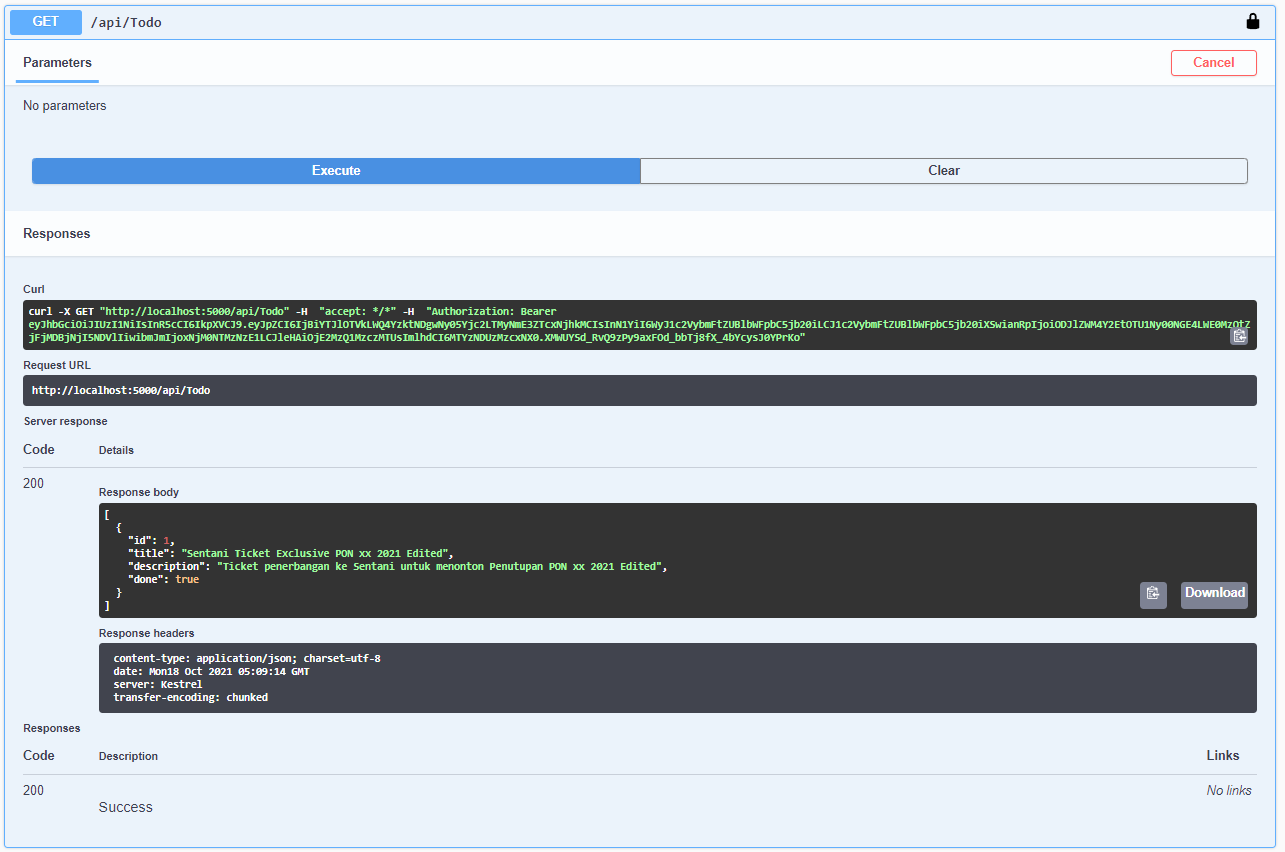 GET /api/Todo
Parameters
Cancel
No parameters
Execute
Clear
Responses
Curl
curl -X GET "http://localhost:5000/api/Todo" -H  "accept: */*" -H  "Authorization: Bearer
Request URL
http://localhost:5000/api/Todo
Server response
Code Details
200
Response body
[
{
"id": 1,
"title": "Sentani Ticket Exclusive PON xx 2021 Edited",
"description": "Ticket penerbangan ke Sentani untuk menonton Penutupan PON xx 2021 Edited",
"done": true
}
]
Download
Response headers
content-type: application/json; charset=utf-8
date: Mon18 Oct 2021 05:09:14 GMT
server: Kestrel
transfer-encoding: chunked
Responses
Code Description Links
200
Success
No links